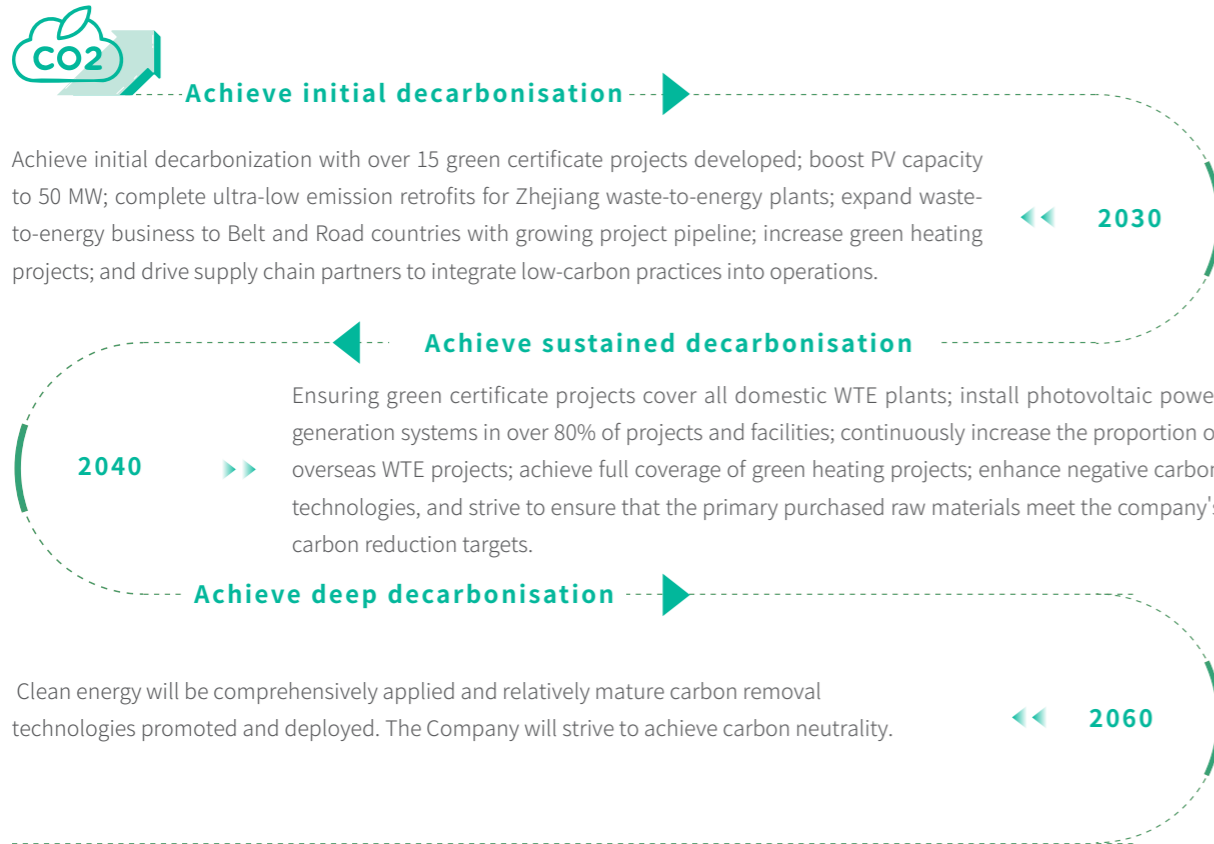 CO2
Achieve initial decarbonisation
Achieve initial decarbonization with over 15 green certificate projects developed; boost PV capacity
to 50 MW; complete ultra-low emission retrofits for Zhejiang waste-to-energy plants; expand waste-
to-energy business to Belt and Road countries with growing project pipeline; increase green heating
projects; and drive supply chain partners to integrate low-carbon practices into operations.
2030
Achieve sustained decarbonisation
Ensuring green certificate projects cover all domestic WTE plants; install photovoltaic powe
generation systems in over 80% of projects and facilities; continuously increase the proportion o
overseas WTE projects; achieve full coverage of green heating projects; enhance negative carbon
technologies, and strive to ensure that the primary purchased raw materials meet the company's
carbon reduction targets.
2040
Achieve deep decarbonisation
Clean energy will be comprehensively applied and relatively mature carbon removal
technologies promoted and deployed. The Company will strive to achieve carbon neutrality.
2060